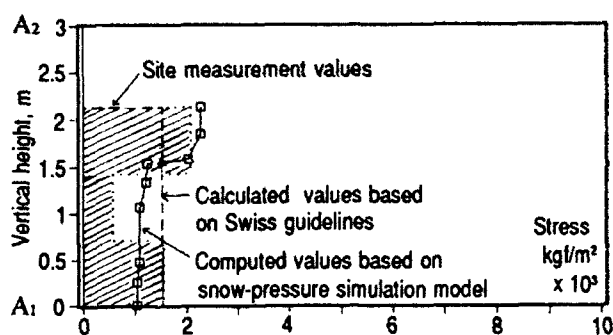 A₂ 3
2.5
Site measurement values
2
Vertical height, m
1.5
Calculated values based
on Swiss guidelines
1
Stress
kgf/m²
x 10³
0.5
Computed values based on
snow-pressure simulation model
A₁ 0
0 2 4 6 8 10